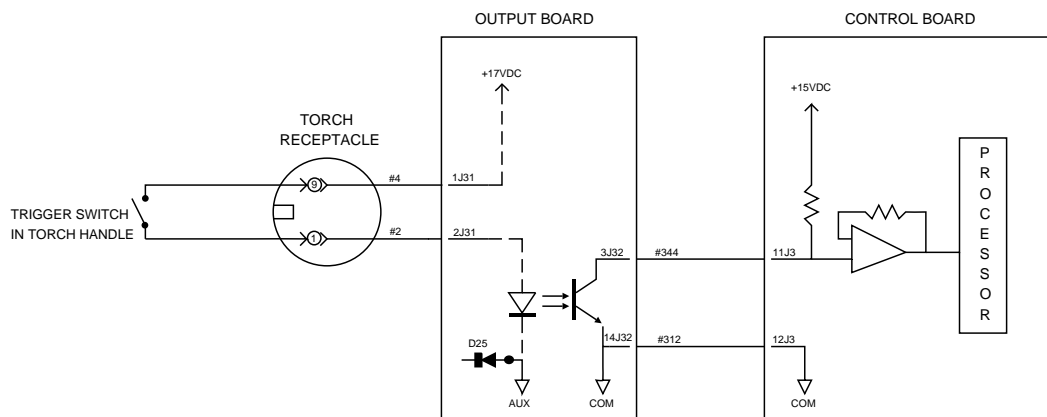 OUTPUT BOARD
CONTROL BOARD
+17VDC
+15VDC
TORCH
RECEPTACLE
9
#4
1J31
TRIGGER SWITCH
IN TORCH HANDLE
1
#2
2J31
3J32
#344
11J3
PROCESSOR
D25
14J32
#312
12J3
AUX
COM
COM